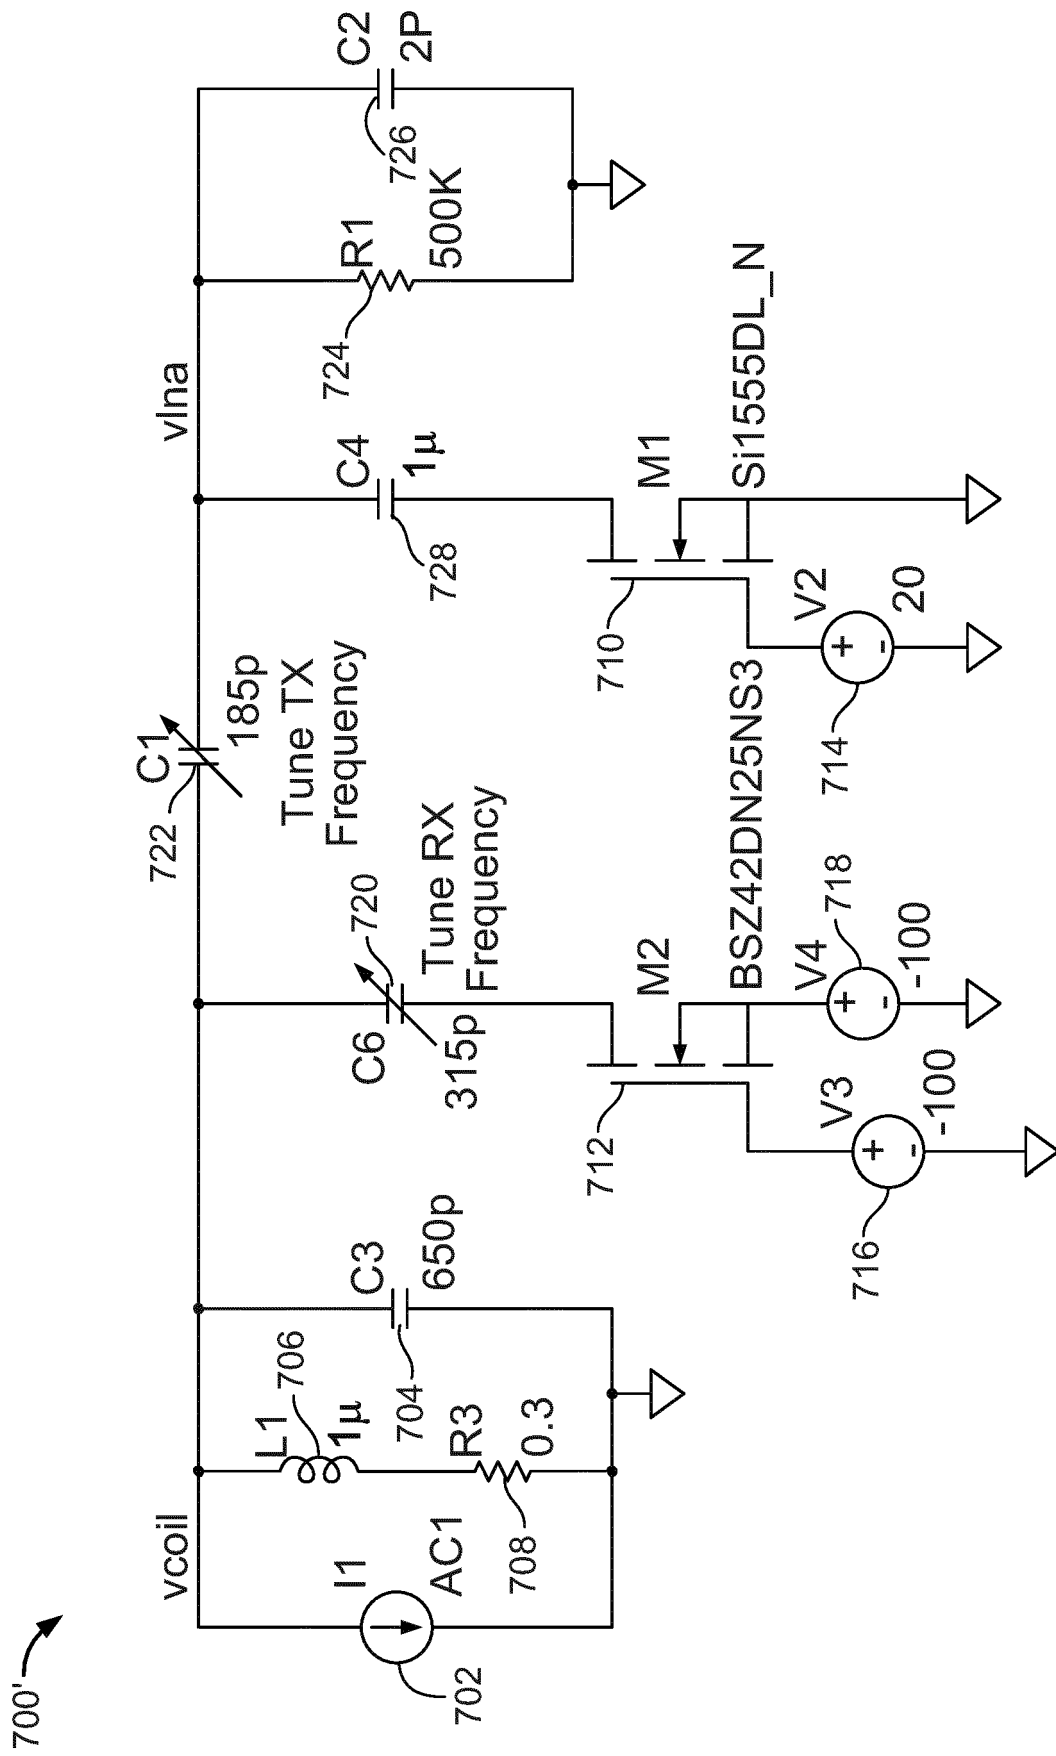 700'
vcoil
vlna
702
I1
AC1
L1
706
1µ
R3
0.3
708
C3
650p
704
C6
720
315p
Tune RX
Frequency
C1
722
185p
Tune TX
Frequency
712
M2
BSZ42DN25NS3
V3
-100
716
V4
718
-100
C4
1µ
728
710
M1
Si1555DL_N
V2
20
714
R1
500K
724
C2
2P
726
+
-
+
-
+
-